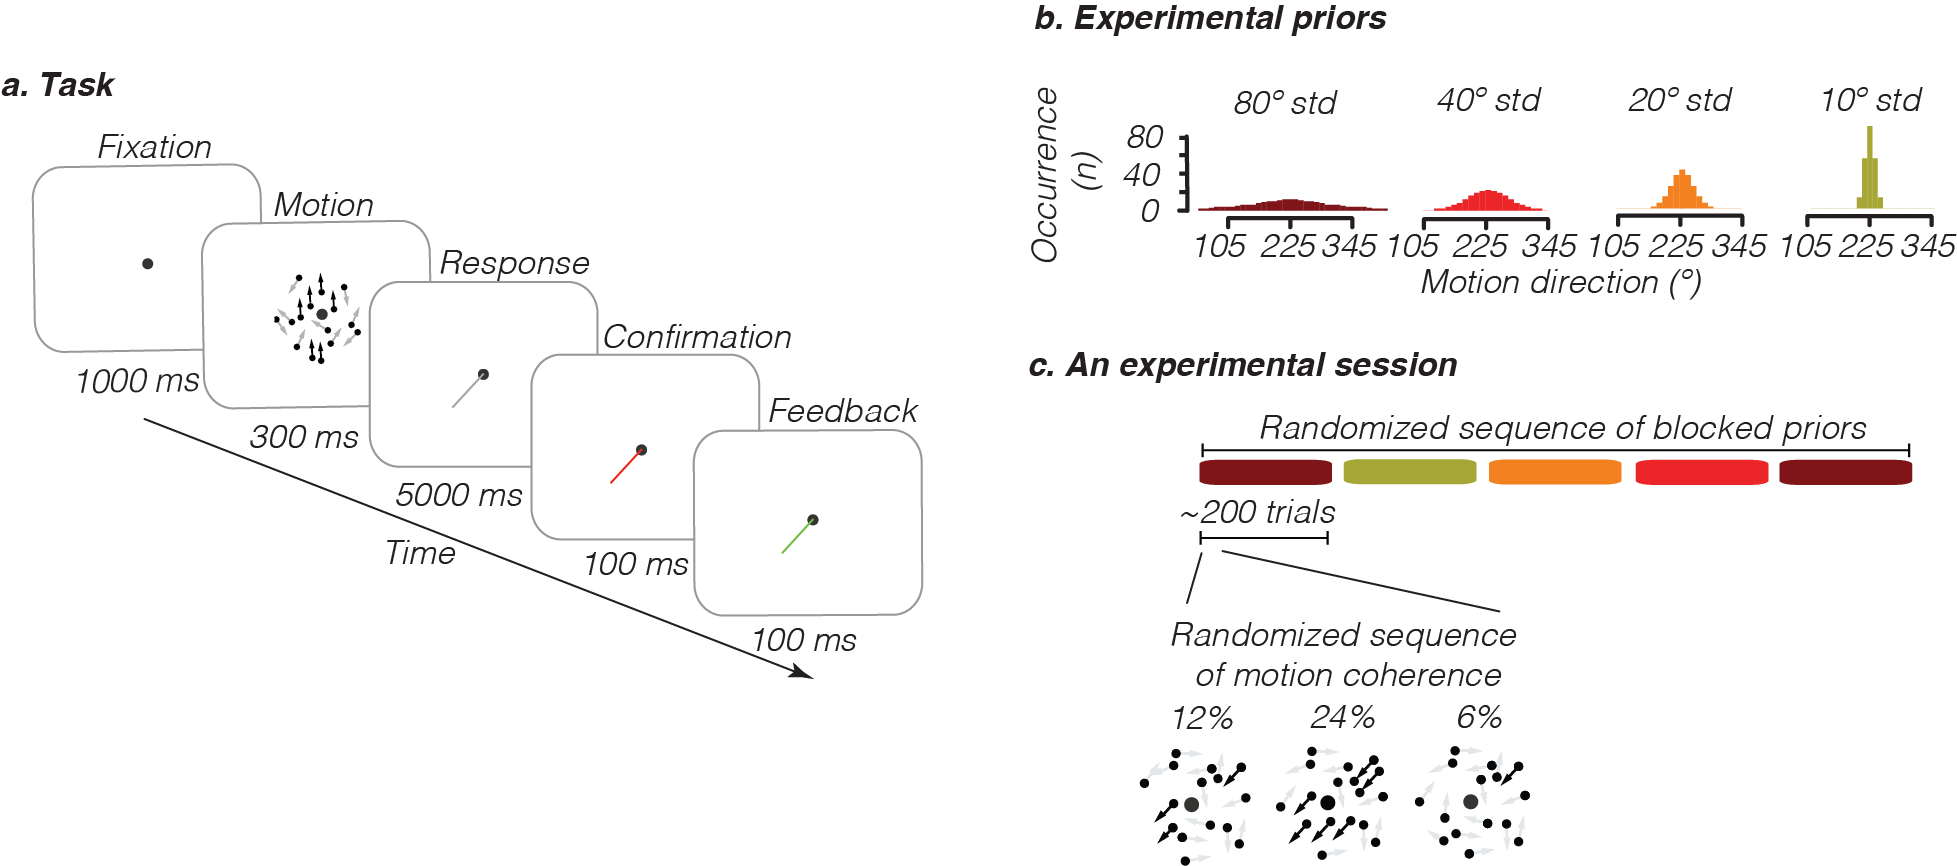 a. Task
Fixation
Motion
Response
Confirmation
Feedback
1000 ms
300 ms
5000 ms
100 ms
100 ms
Time
b. Experimental priors
Occurrence
(n)
80° std
40° std
20° std
10° std
80
40
0
105 225 345
105 225 345
105 225 345
105 225 345
Motion direction (°)
c. An experimental session
Randomized sequence of blocked priors
~200 trials
Randomized sequence
of motion coherence
12%
24%
6%